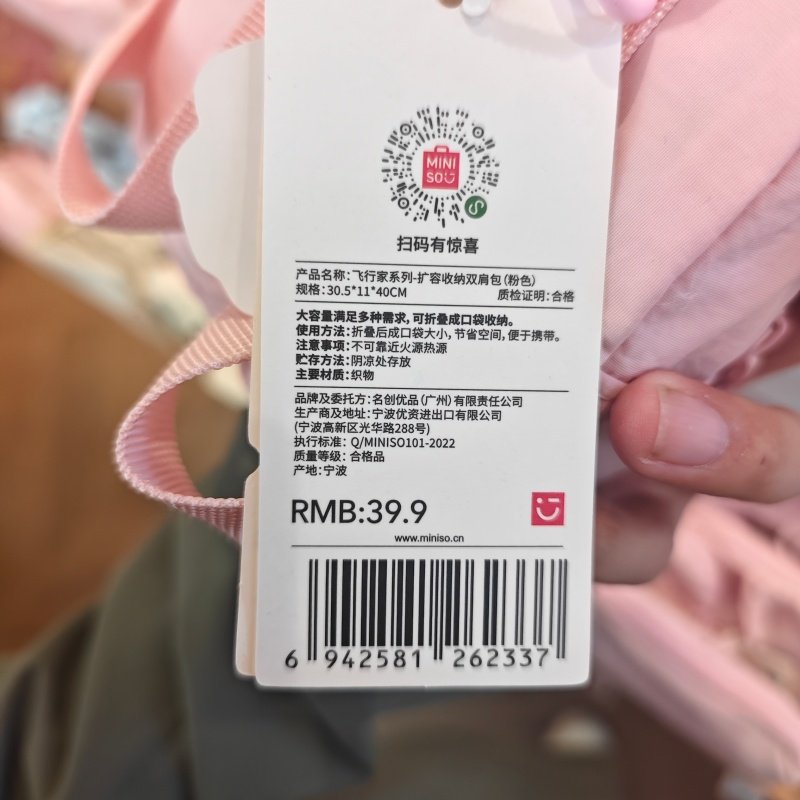 MINI
SO
扫码有惊喜
产品名称:飞行家系列-扩容收纳双肩包(粉色)
规格:30.5*11*40CM 质检证明:合格
大容量满足多种需求,可折叠成口袋收纳。
使用方法:折叠后成口袋大小,节省空间,便于携带。
注意事项:不可靠近火源热源
贮存方法:阴凉处存放
主要材质:织物
品牌及委托方:名创优品(广州)有限责任公司
生产商及地址:宁波优资进出口有限公司
(宁波高新区光华路288号)
执行标准: Q/MINISO101-2022
质量等级: 合格品
产地:宁波
RMB:39.9
www.miniso.cn
6 942581 262337